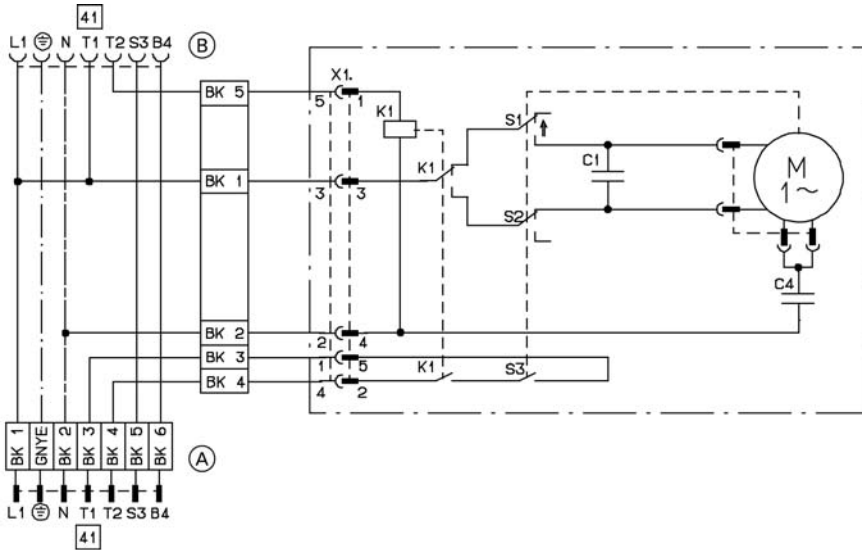 41
L1 ⏚ N T1 T2 S3 B4 B
BK 5
X1.
5 1
K1
S1
C1
M
1~
BK 1
3 3
K1
S2
C4
BK 2
2 4
BK 3
1 5
K1 S3
BK 4
4 2
BK 1 GNYE BK 2 BK 3 BK 4 BK 5 BK 6 A
L1 ⏚ N T1 T2 S3 B4
41